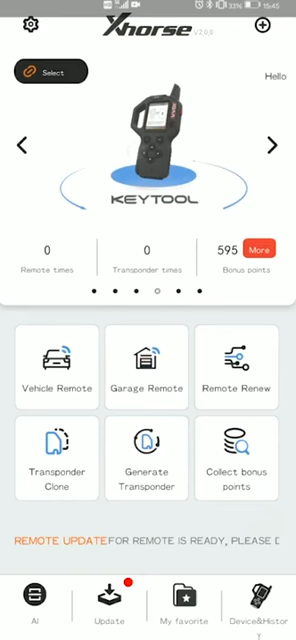 HD
33%
15:45
Xhorse V2.0.0
Select
Hello
KEYTOOL
0
0
595
More
Remote times
Transponder times
Bonus points
Vehicle Remote
Garage Remote
Remote Renew
Transponder
Clone
Generate
Transponder
Collect bonus
points
REMOTE UPDATE FOR REMOTE IS READY, PLEASE D
AI
Update
My favorite
Device&Histor
y